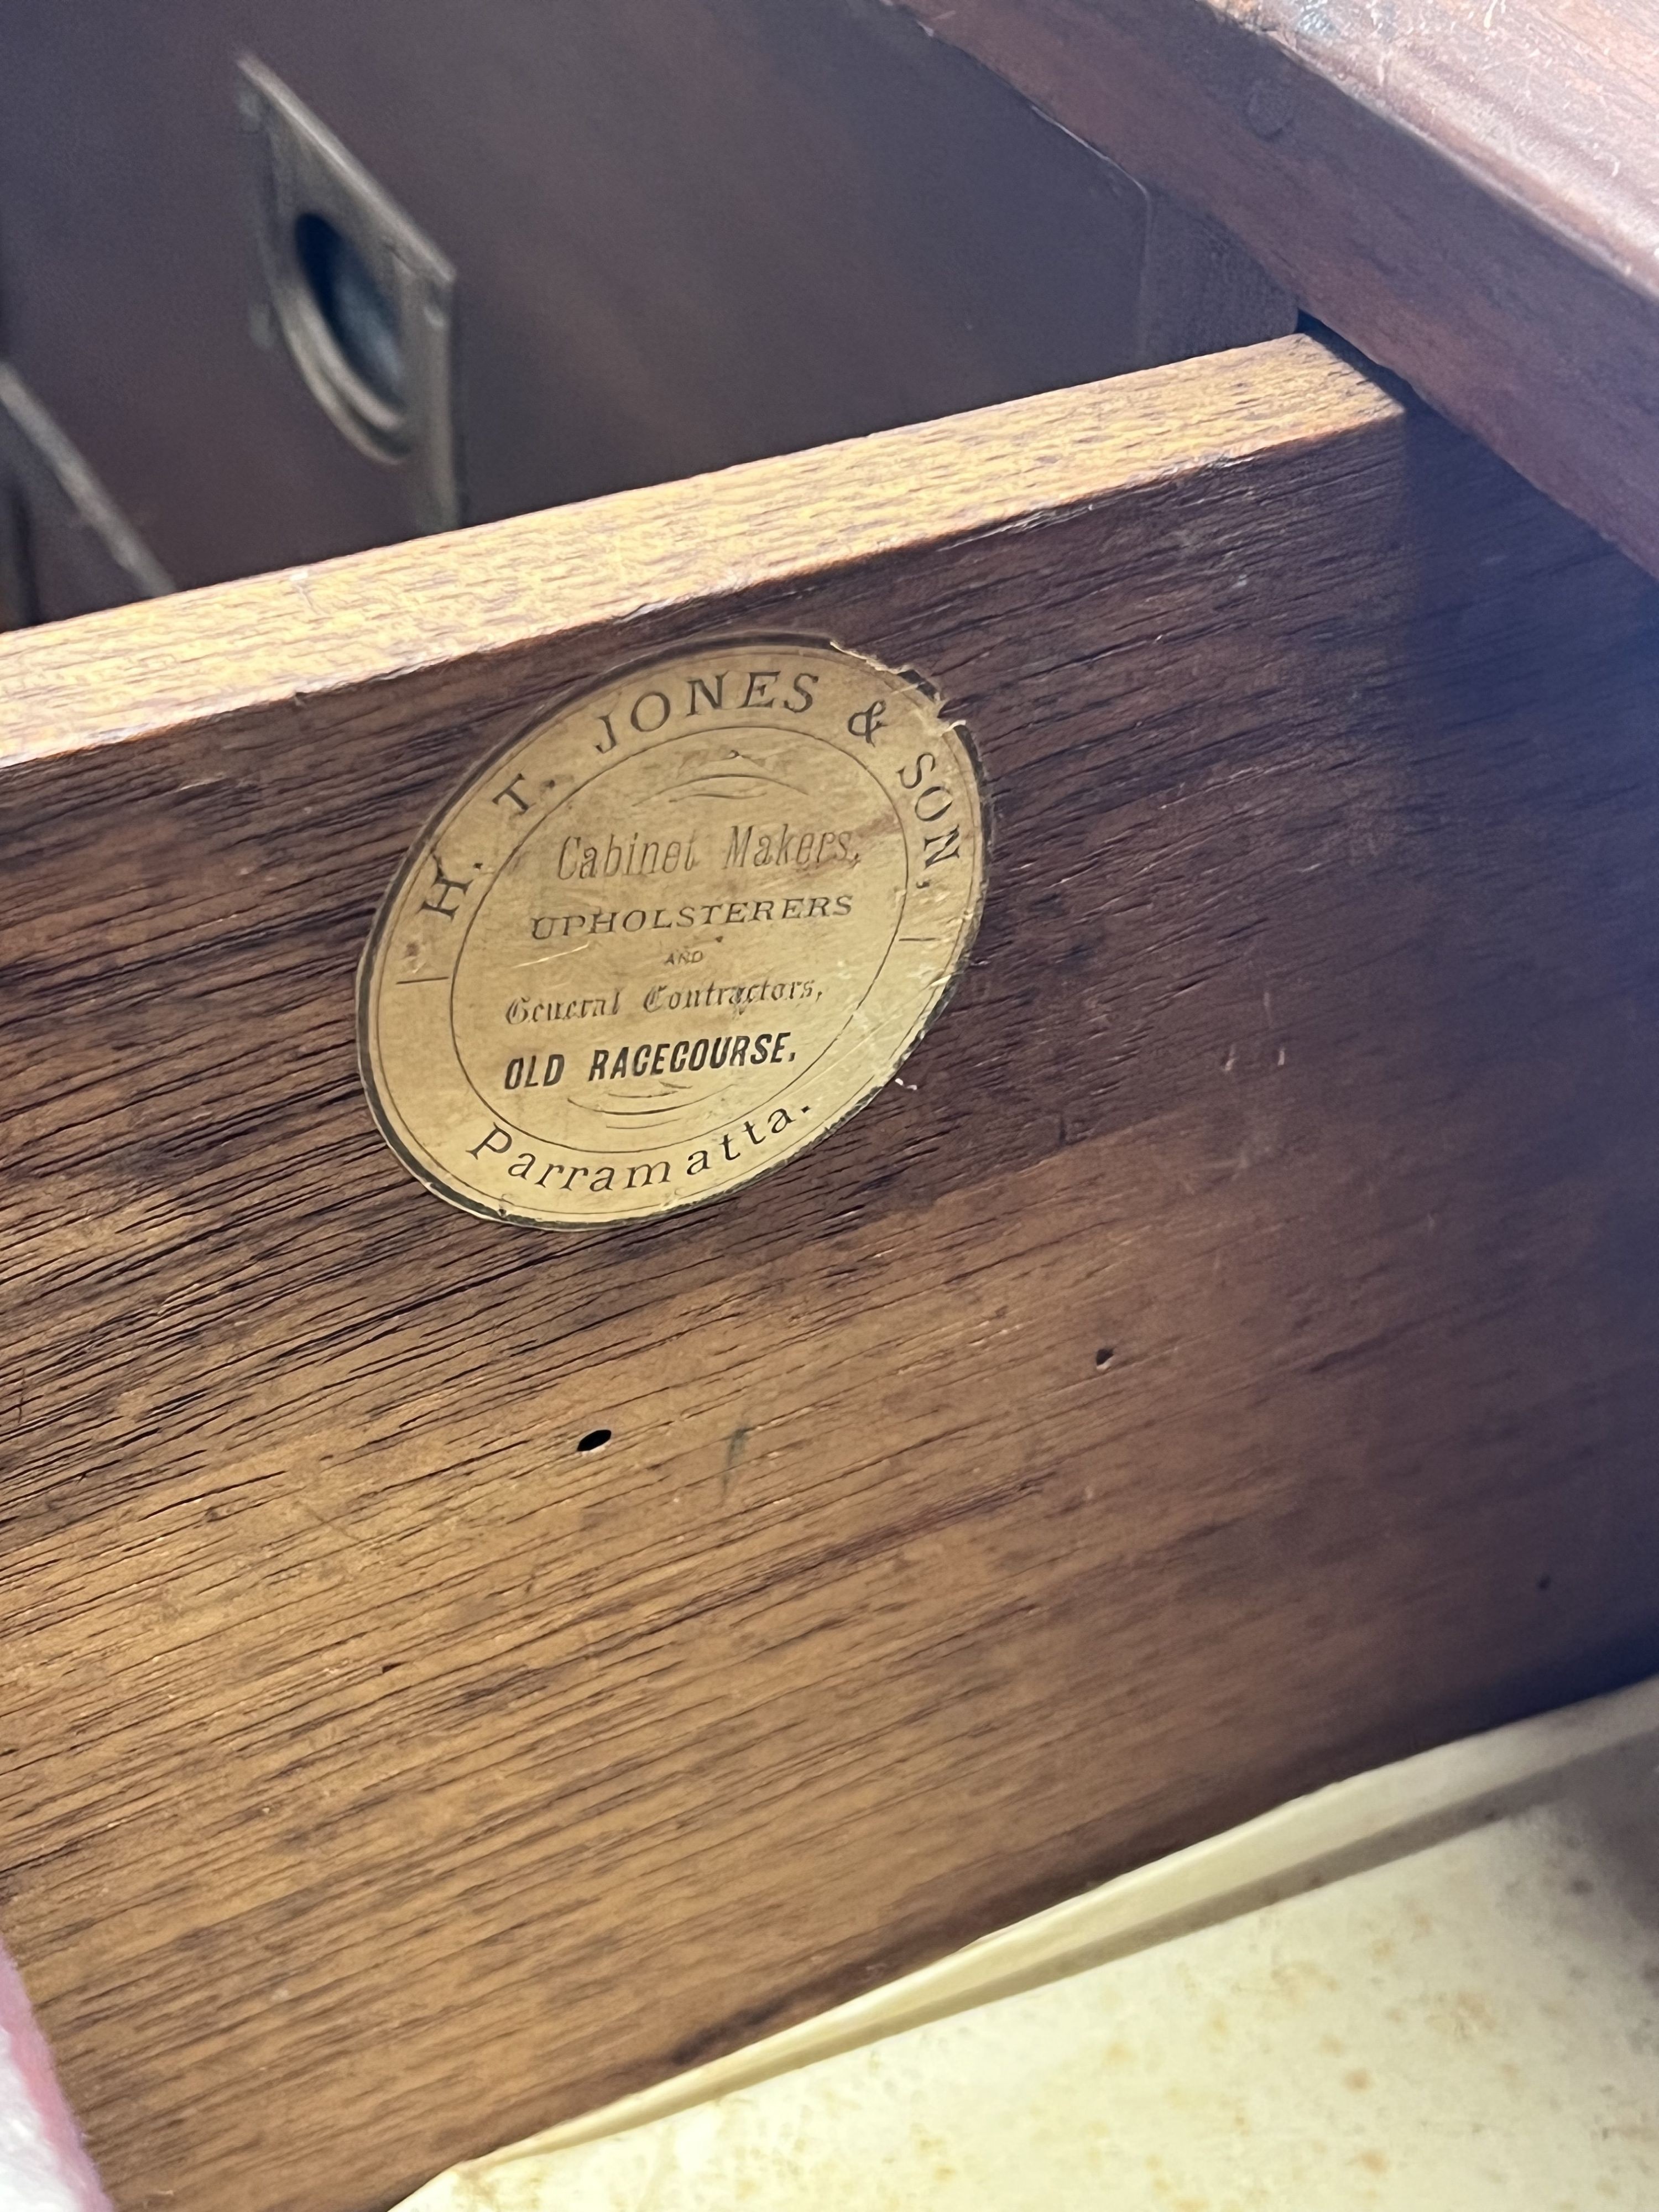 H. T. JONES & SON,
Cabinet Makers,
UPHOLSTERERS
AND
General Contractors,
OLD RACECOURSE,
Parramatta.